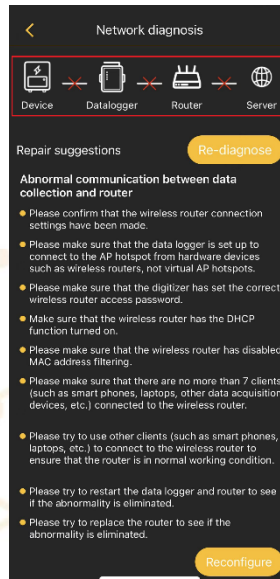 Network diagnosis
Device Datalogger Router Server
Repair suggestions Re-diagnose
Abnormal communication between data
collection and router
Please confirm that the wireless router connection
settings have been made.
Please make sure that the data logger is set up to
connect to the AP hotspot from hardware devices
such as wireless routers, not virtual AP hotspots.
Please make sure that the digitizer has set the correct
wireless router access password.
Make sure that the wireless router has the DHCP
function turned on.
Please make sure that the wireless router has disabled
MAC address filtering.
Please make sure that there are no more than 7 clients
(such as smart phones, laptops, other data acquisition
devices, etc.) connected to the wireless router.
Please try to use other clients (such as smart phones,
laptops, etc.) to connect to the wireless router to
ensure that the router is in normal working condition.
Please try to restart the data logger and router to see
if the abnormality is eliminated.
Please try to replace the router to see if the
abnormality is eliminated.
Reconfigure